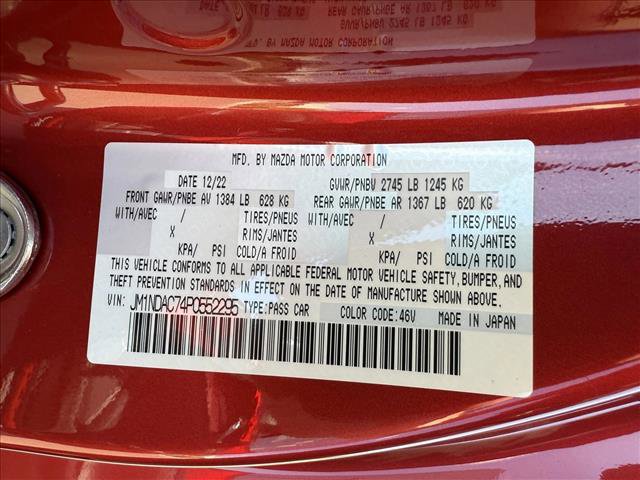 MFD. BY MAZDA MOTOR CORPORATION
DATE 12/22 GVWR/PNBV 2745 LB 1245 KG
FRONT GAWR/PNBE AV 1384 LB 628 KG REAR GAWR/PNBE AR 1367 LB 620 KG
WITH/AVEC / TIRES/PNEUS WITH/AVEC / TIRES/PNEUS
X RIMS/JANTES X RIMS/JANTES
KPA/ PSI COLD/A FROID KPA/ PSI COLD/A FROID
THIS VEHICLE CONFORMS TO ALL APPLICABLE FEDERAL MOTOR VEHICLE SAFETY, BUMPER, AND
THEFT PREVENTION STANDARDS IN EFFECT ON THE DATE OF MANUFACTURE SHOWN ABOVE.
VIN: JM1NDAC74P0552295 TYPE:PASS CAR COLOR CODE:46V MADE IN JAPAN